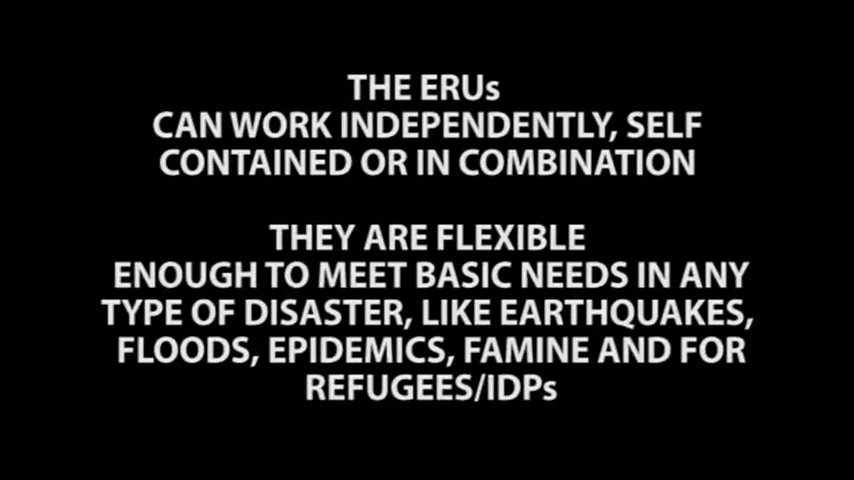 THE ERUs
CAN WORK INDEPENDENTLY, SELF
CONTAINED OR IN COMBINATION
THEY ARE FLEXIBLE
ENOUGH TO MEET BASIC NEEDS IN ANY
TYPE OF DISASTER, LIKE EARTHQUAKES,
FLOODS, EPIDEMICS, FAMINE AND FOR
REFUGEES/IDPs